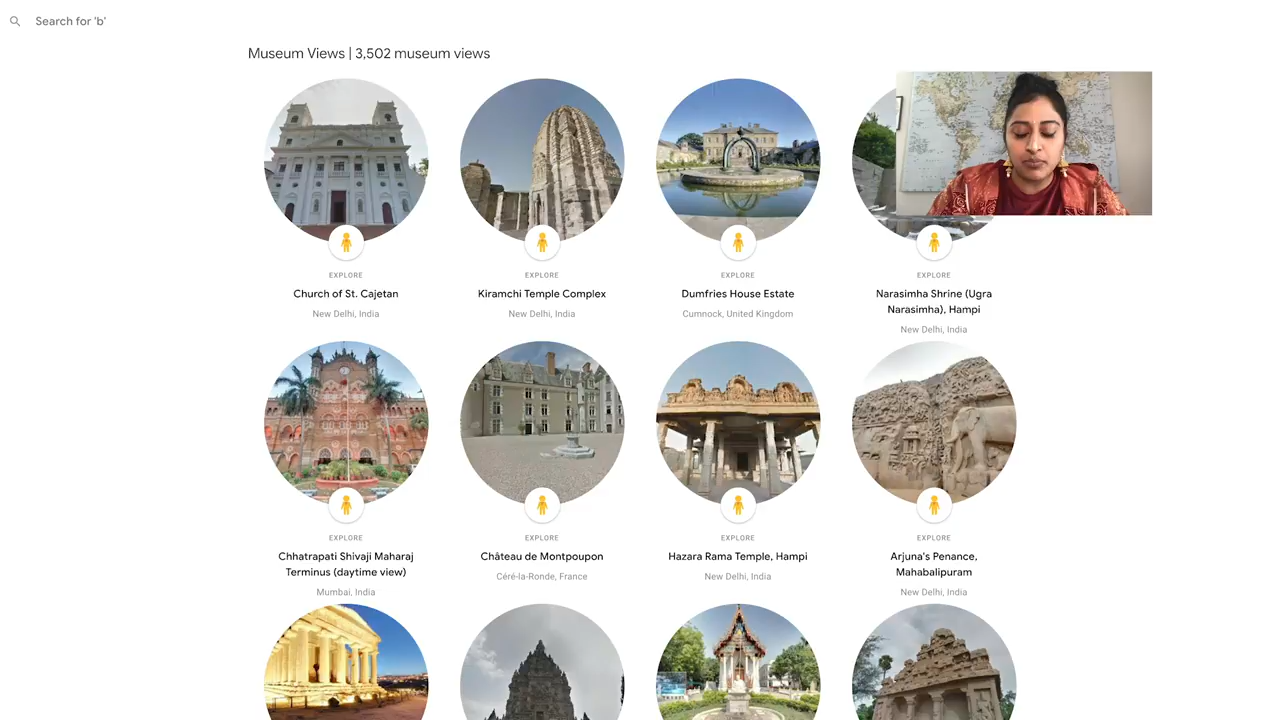 Search for 'b'
Museum Views | 3,502 museum views
EXPLORE
Church of St. Cajetan
New Delhi, India
EXPLORE
Kiramchi Temple Complex
New Delhi, India
EXPLORE
Dumfries House Estate
Cumnock, United Kingdom
EXPLORE
Narasimha Shrine (Ugra
Narasimha), Hampi
New Delhi, India
EXPLORE
Chhatrapati Shivaji Maharaj
Terminus (daytime view)
Mumbai, India
EXPLORE
Château de Montpoupon
Céré-la-Ronde, France
EXPLORE
Hazara Rama Temple, Hampi
New Delhi, India
EXPLORE
Arjuna's Penance,
Mahabalipuram
New Delhi, India